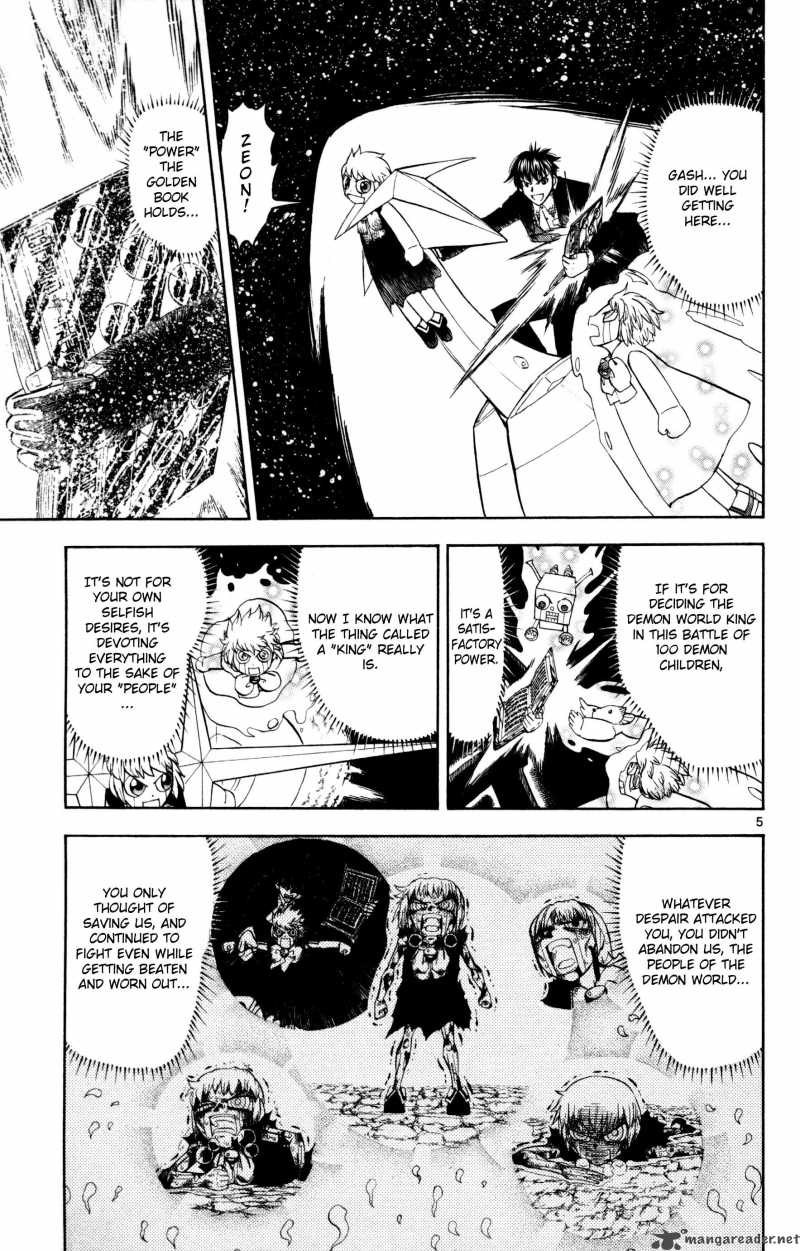 GASH... YOU
DID WELL
GETTING
HERE...
ZEON!
THE
"POWER"
THE
GOLDEN
BOOK
HOLDS...
IF IT'S FOR
DECIDING THE
DEMON WORLD KING
IN THIS BATTLE OF
100 DEMON
CHILDREN,
IT'S A
SATIS-
FACTORY
POWER.
NOW I KNOW WHAT
THE THING CALLED
A "KING" REALLY
IS.
IT'S NOT FOR
YOUR OWN
SELFISH
DESIRES, IT'S
DEVOTING
EVERYTHING
TO THE SAKE OF
YOUR "PEOPLE"
...
5
WHATEVER
DESPAIR ATTACKED
YOU, YOU DIDN'T
ABANDON US, THE
PEOPLE OF THE
DEMON WORLD...
YOU ONLY
THOUGHT OF
SAVING US, AND
CONTINUED TO
FIGHT EVEN WHILE
GETTING BEATEN
AND WORN OUT...
mangareader.net